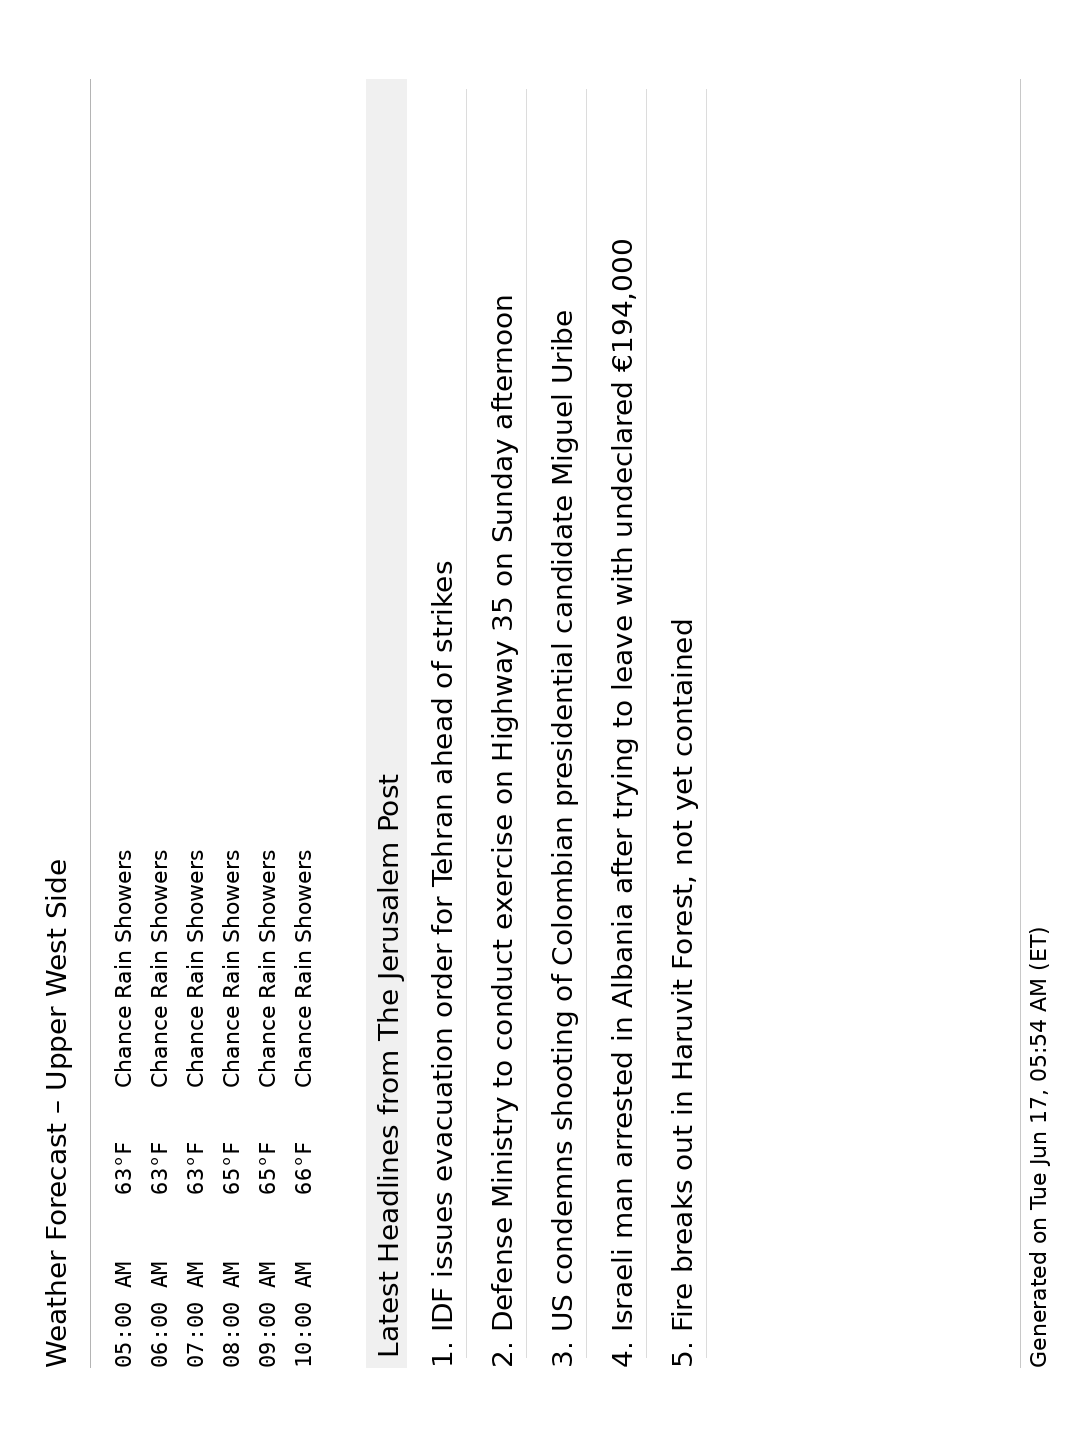 Weather Forecast – Upper West Side
05:00 AM 63°F Chance Rain Showers
06:00 AM 63°F Chance Rain Showers
07:00 AM 63°F Chance Rain Showers
08:00 AM 65°F Chance Rain Showers
09:00 AM 65°F Chance Rain Showers
10:00 AM 66°F Chance Rain Showers
Latest Headlines from The Jerusalem Post
1. IDF issues evacuation order for Tehran ahead of strikes
2. Defense Ministry to conduct exercise on Highway 35 on Sunday afternoon
3. US condemns shooting of Colombian presidential candidate Miguel Uribe
4. Israeli man arrested in Albania after trying to leave with undeclared €194,000
5. Fire breaks out in Haruvit Forest, not yet contained
Generated on Tue Jun 17, 05:54 AM (ET)